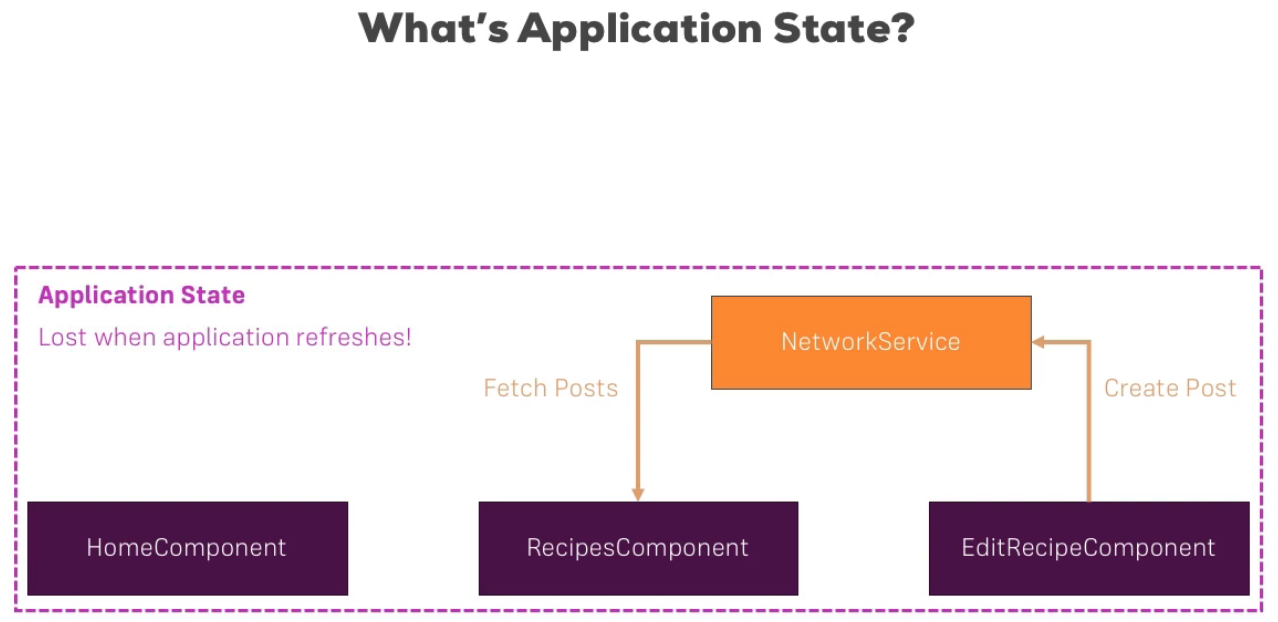 What's Application State?
Application State
Lost when application refreshes!
NetworkService
Fetch Posts
Create Post
HomeComponent
RecipesComponent
EditRecipeComponent